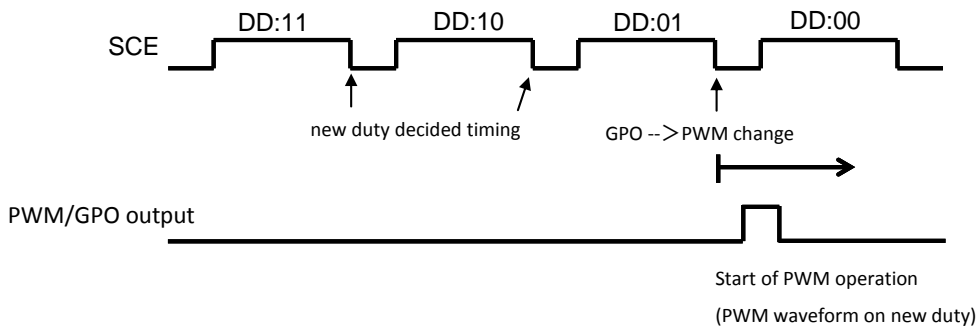 DD:11 DD:10 DD:01 DD:00
SCE
new duty decided timing GPO -->PWM change
PWM/GPO output
Start of PWM operation
(PWM waveform on new duty)